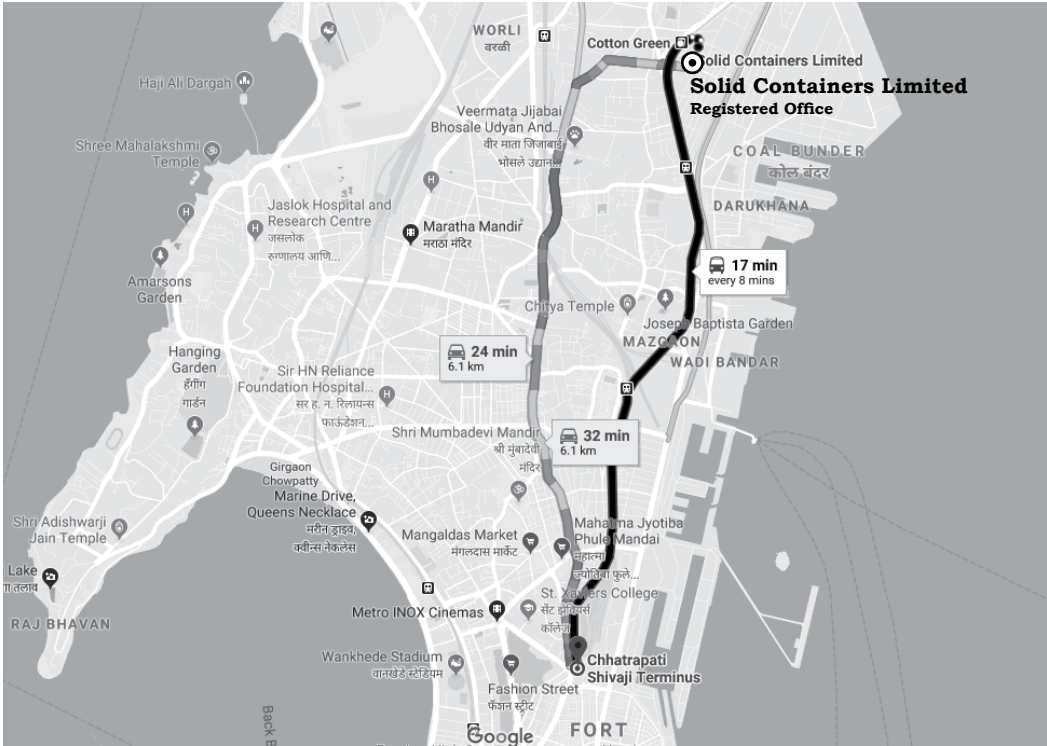 WORLI
वरळी
Cotton Green
Solid Containers Limited
Solid Containers Limited
Registered Office
Haji Ali Dargah
Veermata Jijabai
Bhosale Udyan And...
वीर माता जिजाबाई
भोसले उद्यान...
Shree Mahalakshmi
Temple
COAL BUNDER
कोल बंदर
DARUKHANA
Jaslok Hospital and
Research Centre
जसलोक
रुग्णालय आणि...
Maratha Mandir
मराठा मंदिर
17 min
every 8 mins
Amarsons
Garden
Chitya Temple
Joseph Baptista Garden
MAZGAON
WADI BANDAR
24 min
6.1 km
Hanging
Garden
हँगींग
गार्डन
Sir HN Reliance
Foundation Hospital...
सर ह. न. रिलायन्स
फाऊंडेशन...
32 min
6.1 km
Shri Mumbadevi Mandir
श्री मुंबादेवी
मंदिर
Girgaon
Chowpatty
Marine Drive,
Queens Necklace
मरीन ड्राइव,
क्वीन्स नेकलेस
Shri Adishwarji
Jain Temple
Mangaldas Market
मंगलदास मार्केट
Mahatma Jyotiba
Phule Mandai
महात्मा
ज्योतिबा फुले...
Lake
गा तलाव
RAJ BHAVAN
Metro INOX Cinemas
St. Xaviers College
सेंट झेवियर्स
कॉलेज
Wankhede Stadium
वानखेडे स्टेडियम
Chhatrapati
Shivaji Terminus
Fashion Street
फॅशन स्ट्रीट
FORT
Back B
Google